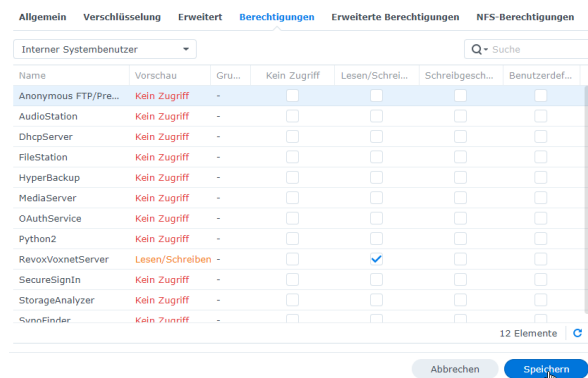 Allgemein Verschlüsselung Erweitert Berechtigungen Erweiterte Berechtigungen NFS-Berechtigungen
Interner Systembenutzer Suche
Name Vorschau Gru... Kein Zugriff Lesen/Schrei... Schreibgesch... Benutzerdef...
Anonymous FTP/Pre... Kein Zugriff -
AudioStation Kein Zugriff -
DhcpServer Kein Zugriff -
FileStation Kein Zugriff -
HyperBackup Kein Zugriff -
MediaServer Kein Zugriff -
OAuthService Kein Zugriff -
Python2 Kein Zugriff -
RevoxVoxnetServer Lesen/Schreiben -
SecureSignIn Kein Zugriff -
StorageAnalyzer Kein Zugriff -
SynoFinder Kein Zugriff -
12 Elemente
Abbrechen Speichern